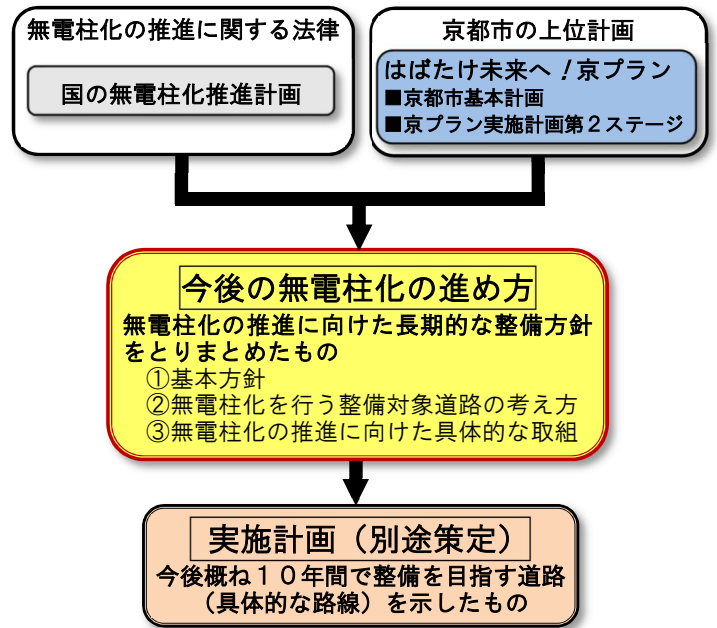 無電柱化の推進に関する法律
国の無電柱化推進計画
京都市の上位計画
はばたけ未来へ！京プラン
■京都市基本計画
■京プラン実施計画第２ステージ
今後の無電柱化の進め方
無電柱化の推進に向けた長期的な整備方針
をとりまとめたもの
①基本方針
②無電柱化を行う整備対象道路の考え方
③無電柱化の推進に向けた具体的な取組
実施計画（別途策定）
今後概ね１０年間で整備を目指す道路
（具体的な路線）を示したもの